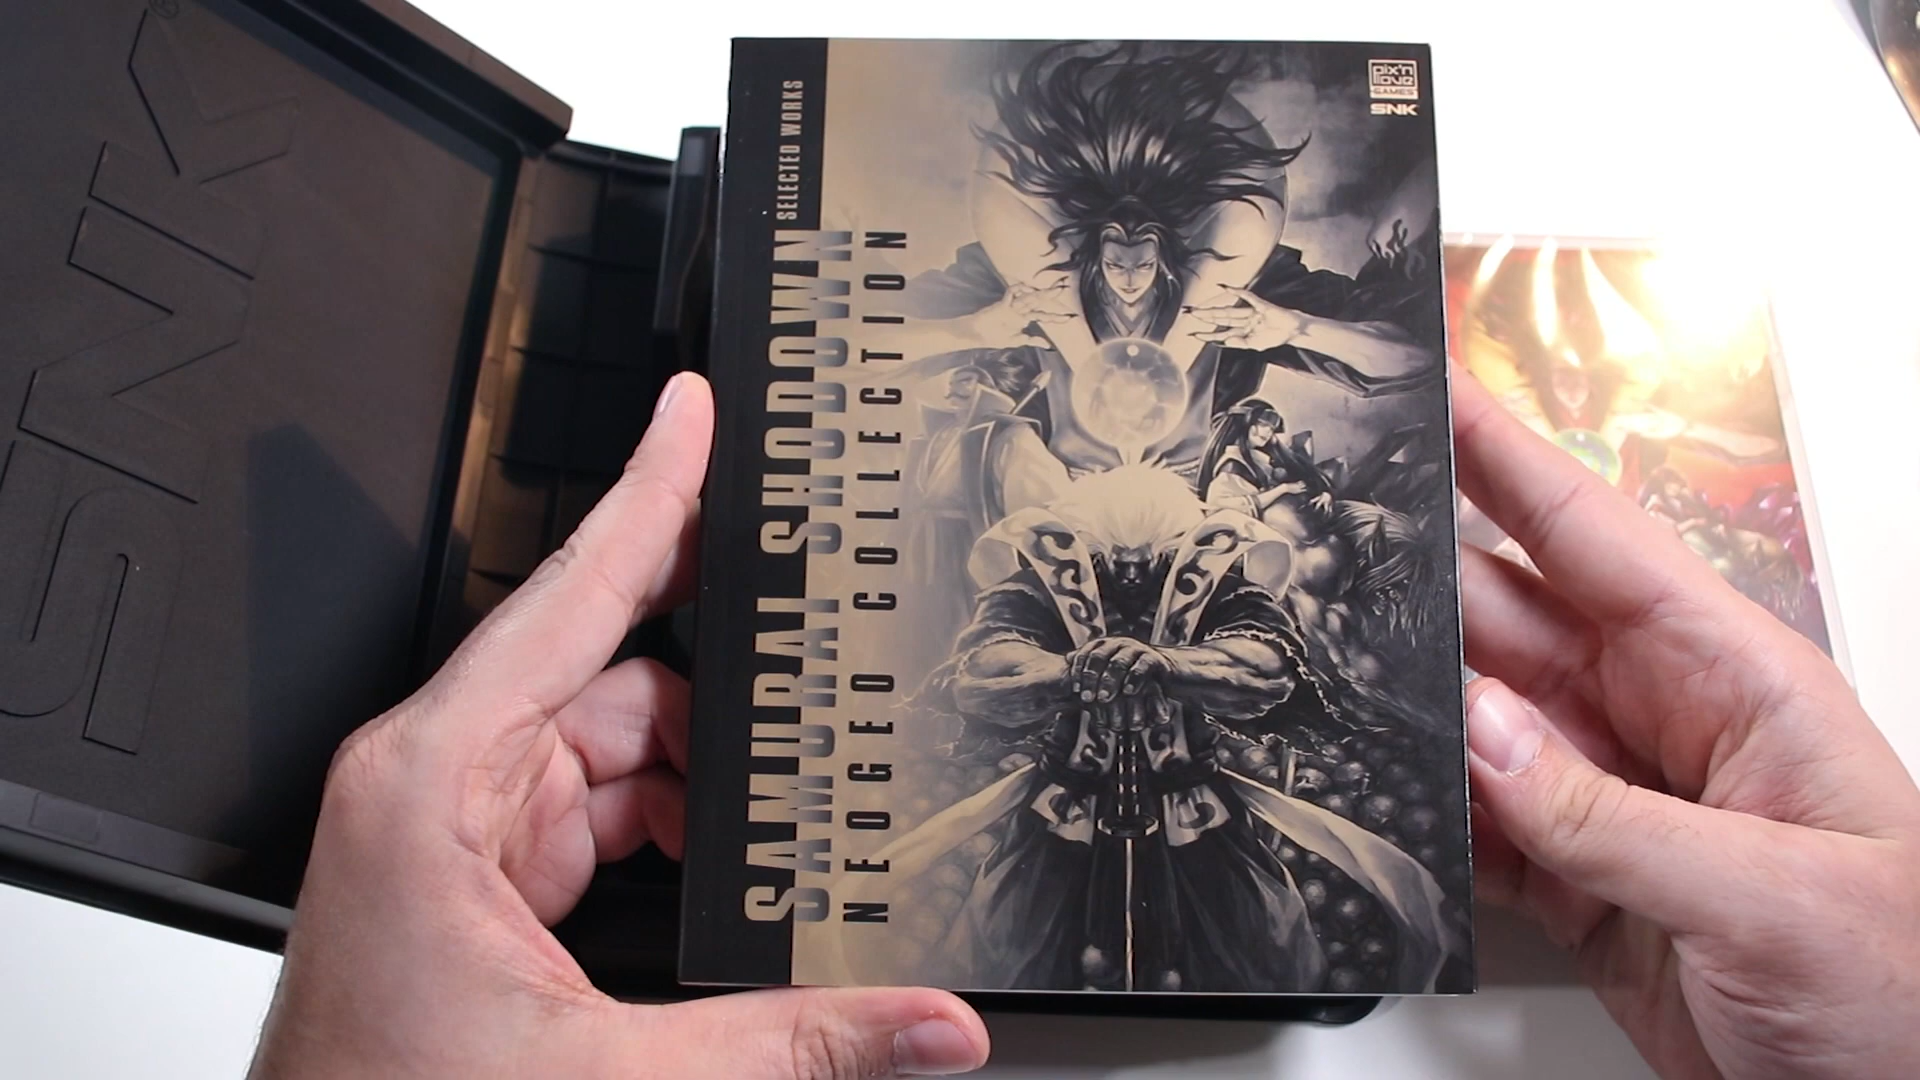 SNK®
SELECTED WORKS
SAMURAI SHODOWN
NEOGEO COLLECTION
pix'n
love
GAMES
SNK